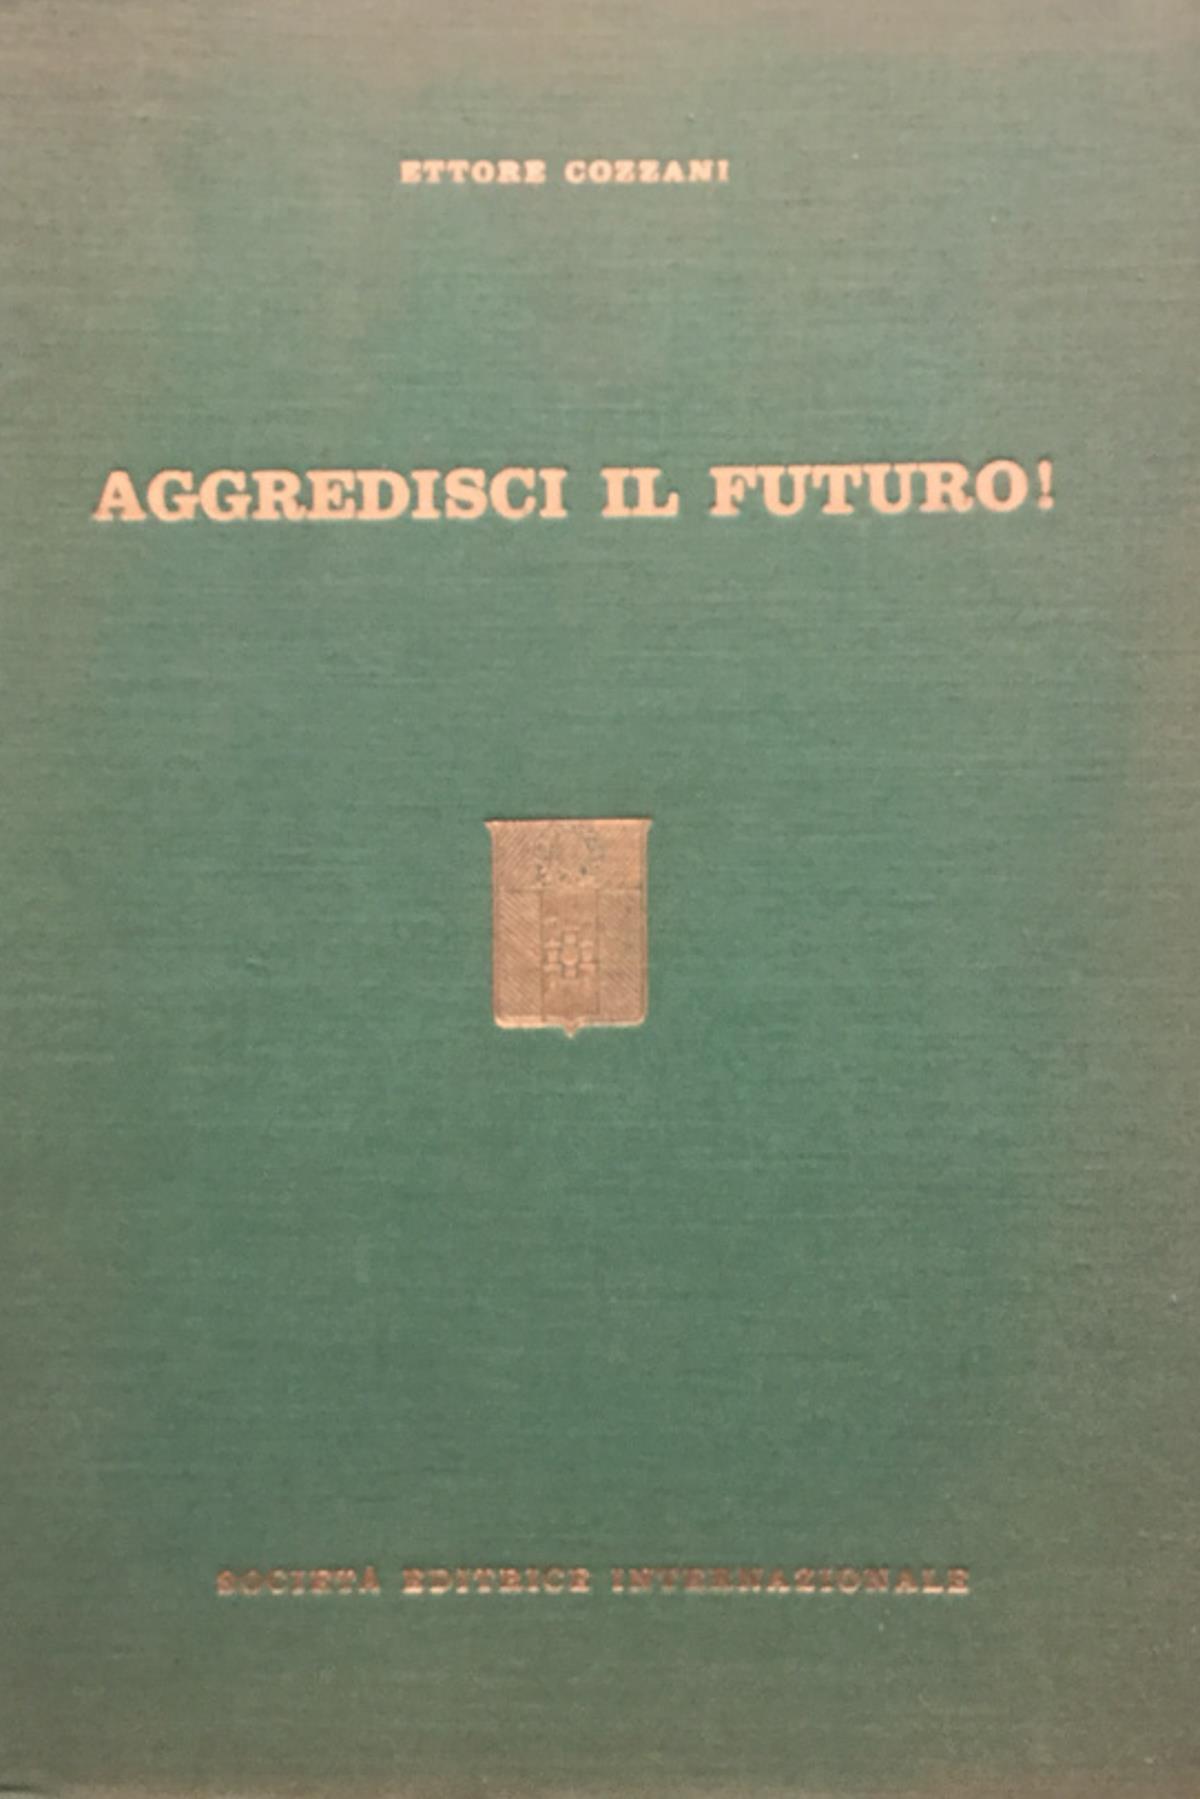 ETTORE COZZANI
AGGREDISCI IL FUTURO!
SOCIETÀ EDITRICE INTERNAZIONALE